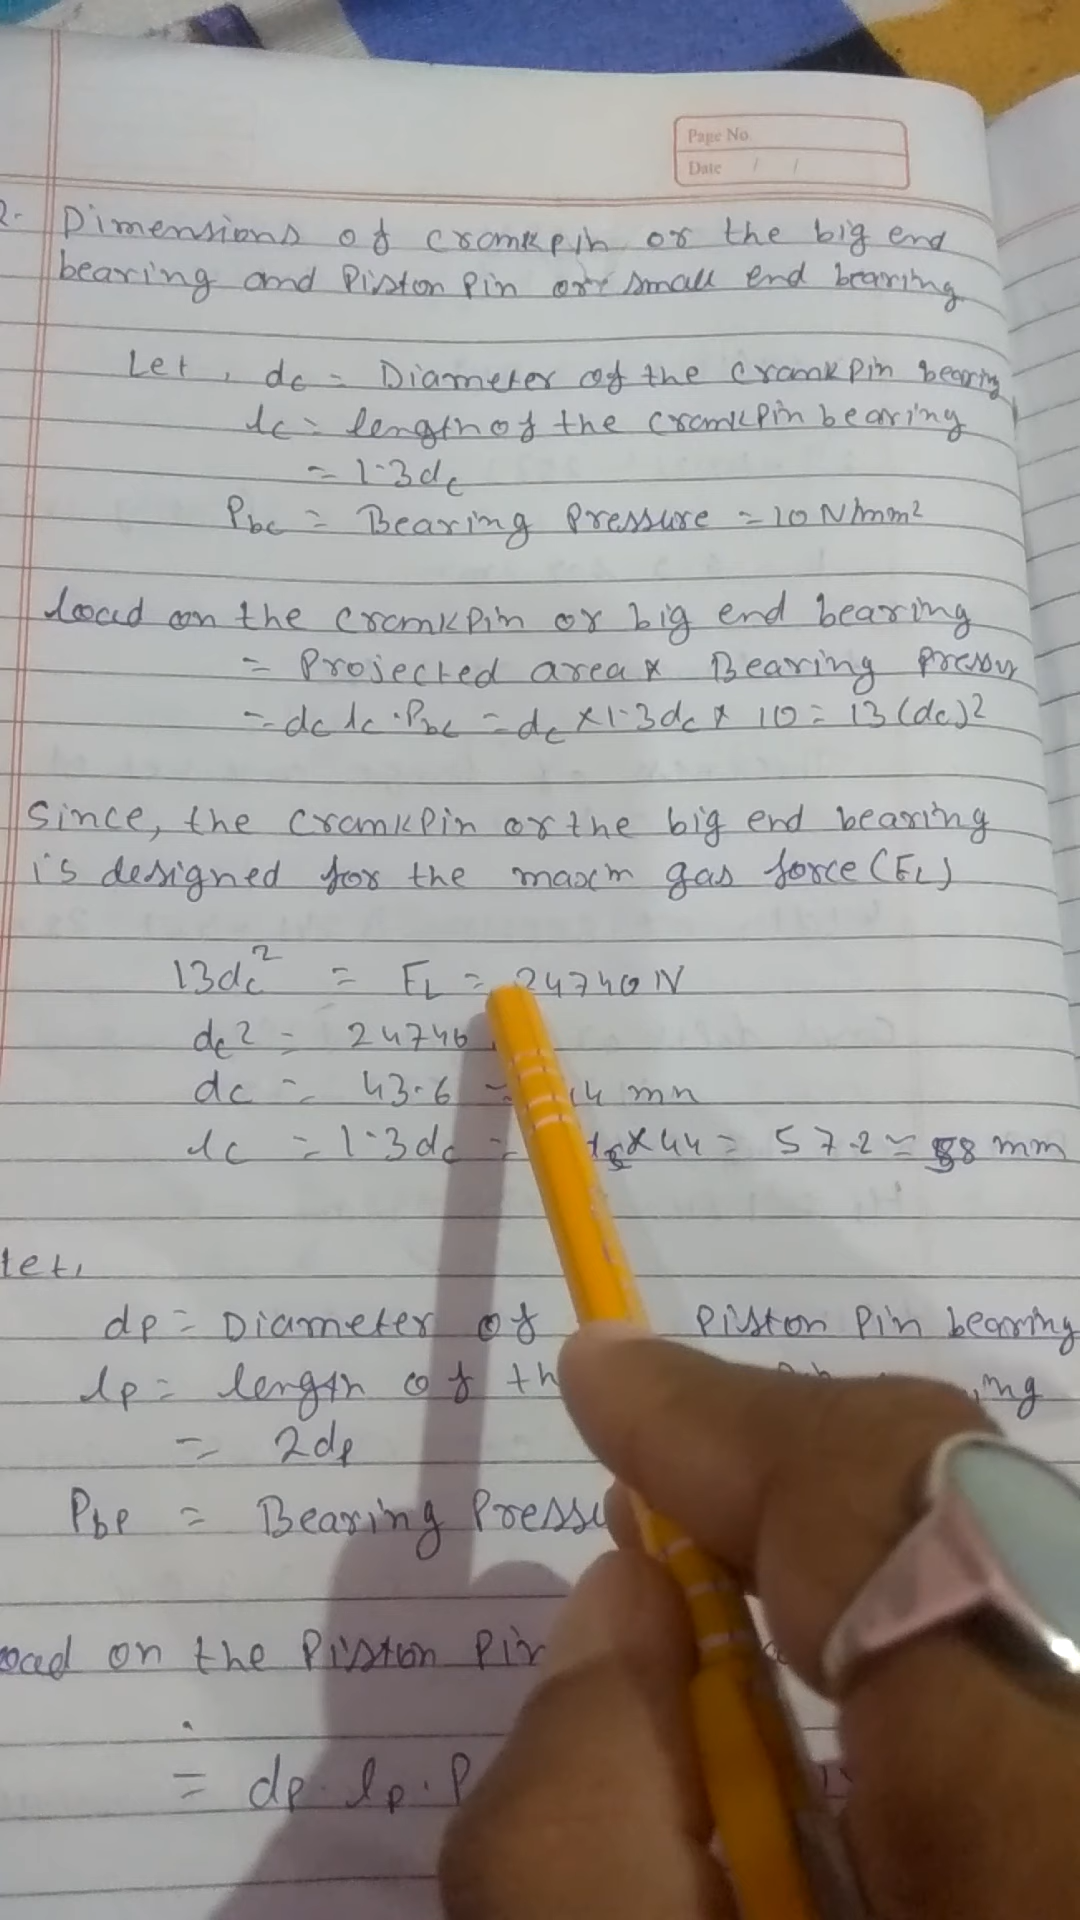 Page No
Date / /
2. Dimensions of crankpin or the big end
bearing and Piston Pin or small end bearing
Let, dc = Diameter of the crankpin bearing
lc = length of the crankpin bearing
= 1.3dc
Pbc = Bearing Pressure = 10 N/mm2
load on the crankpin or big end bearing
= Projected area x Bearing Pressur
= dc lc . Pbc = dc x 1.3dc x 10 = 13 (dc)2
Since, the crankpin or the big end bearing
is designed for the maxm gas force (FL)
13dc2 = FL = 24740 N
dc2 = 24740
dc = 43.6 = mm
lc = 1.3dc = x 44 = 57.2 ≃ 58 mm
let,
dp = Diameter of Piston Pin bearing
lp = length of th
= 2dp
Pbp = Bearing Pressu
oad on the Piston Pin
= dp . lp . P